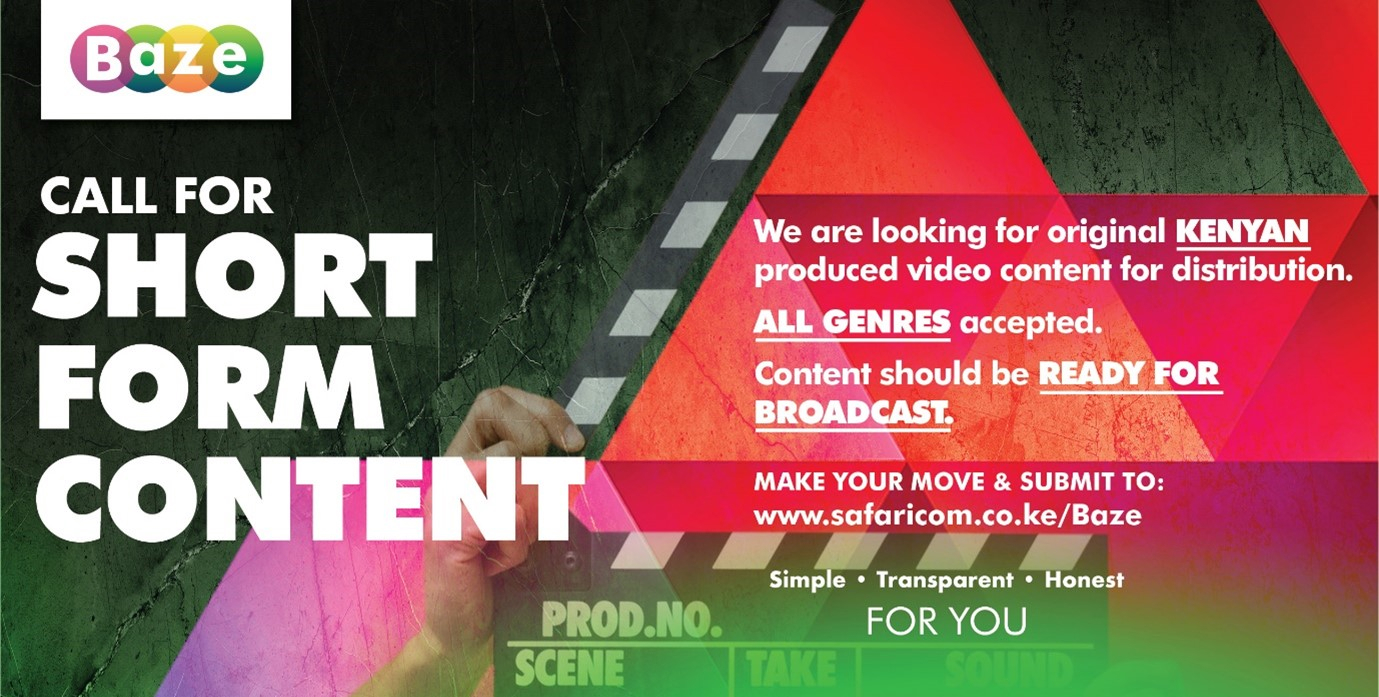 Baze
CALL FOR
SHORT
FORM
CONTENT
We are looking for original KENYAN
produced video content for distribution.
ALL GENRES accepted.
Content should be READY FOR
BROADCAST.
MAKE YOUR MOVE & SUBMIT TO:
www.safaricom.co.ke/Baze
Simple • Transparent • Honest
FOR YOU
PROD.NO.
SCENE TAKE SOUND